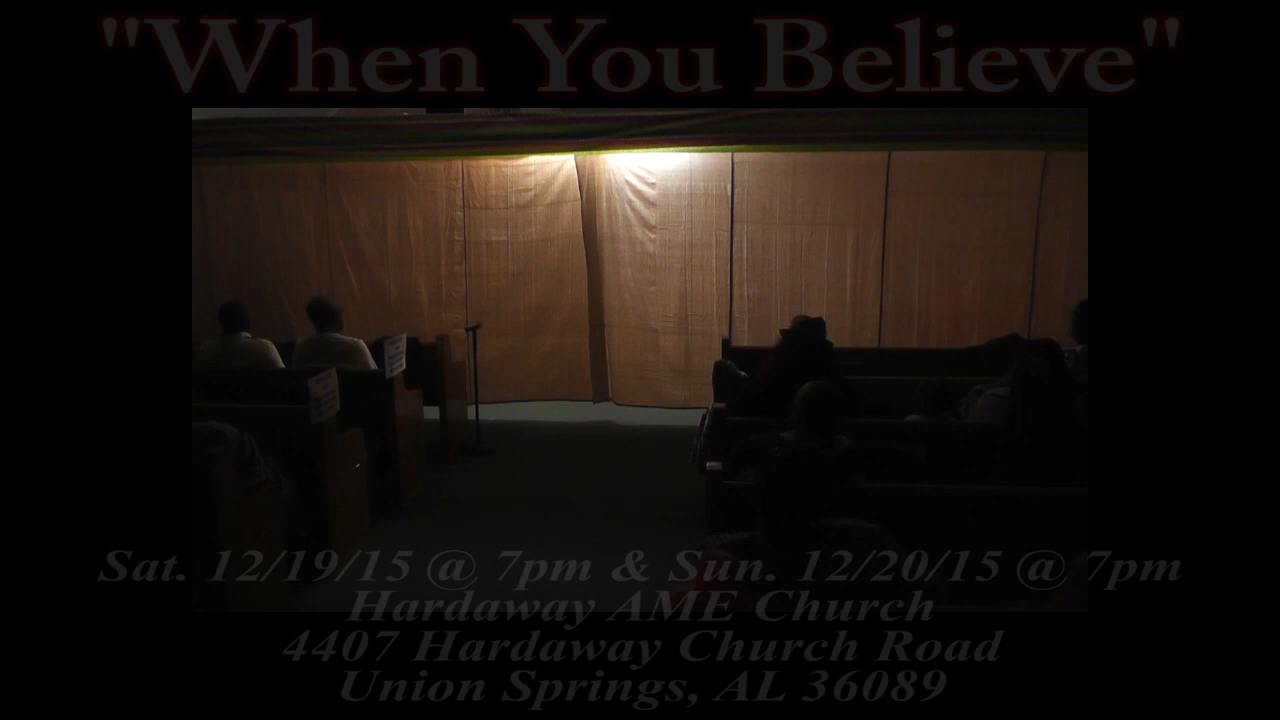 "When You Believe"
Sat. 12/19/15 @ 7pm & Sun. 12/20/15 @ 7pm
Hardaway AME Church
4407 Hardaway Church Road
Union Springs, AL 36089